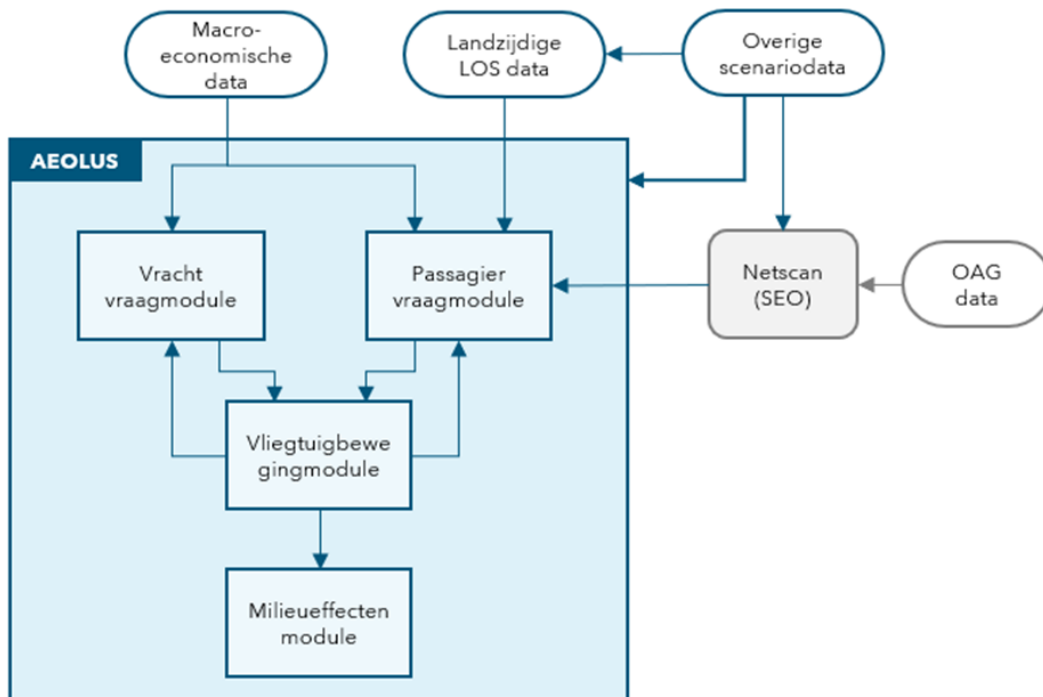 Macro-
economische
data
Landzijdige
LOS data
Overige
scenariodata
AEOLUS
Vracht
vraagmodule
Passagier
vraagmodule
Netscan
(SEO)
OAG
data
Vliegtuigbewe
gingmodule
Milieueffecten
module